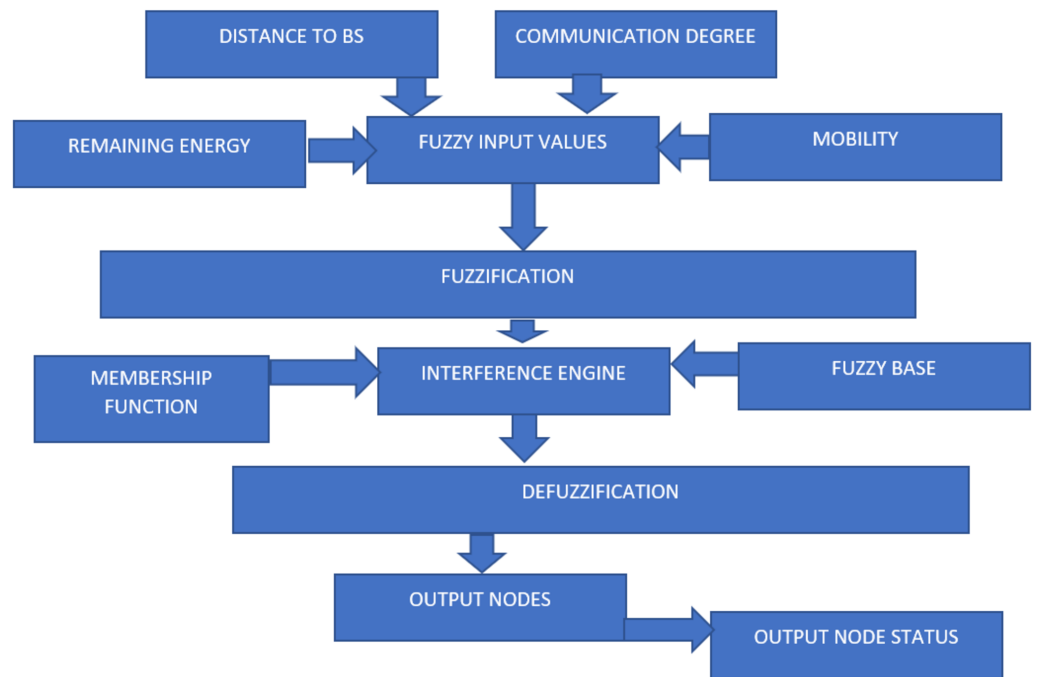 DISTANCE TO BS
COMMUNICATION DEGREE
REMAINING ENERGY
FUZZY INPUT VALUES
MOBILITY
FUZZIFICATION
MEMBERSHIP
FUNCTION
INTERFERENCE ENGINE
FUZZY BASE
DEFUZZIFICATION
OUTPUT NODES
OUTPUT NODE STATUS